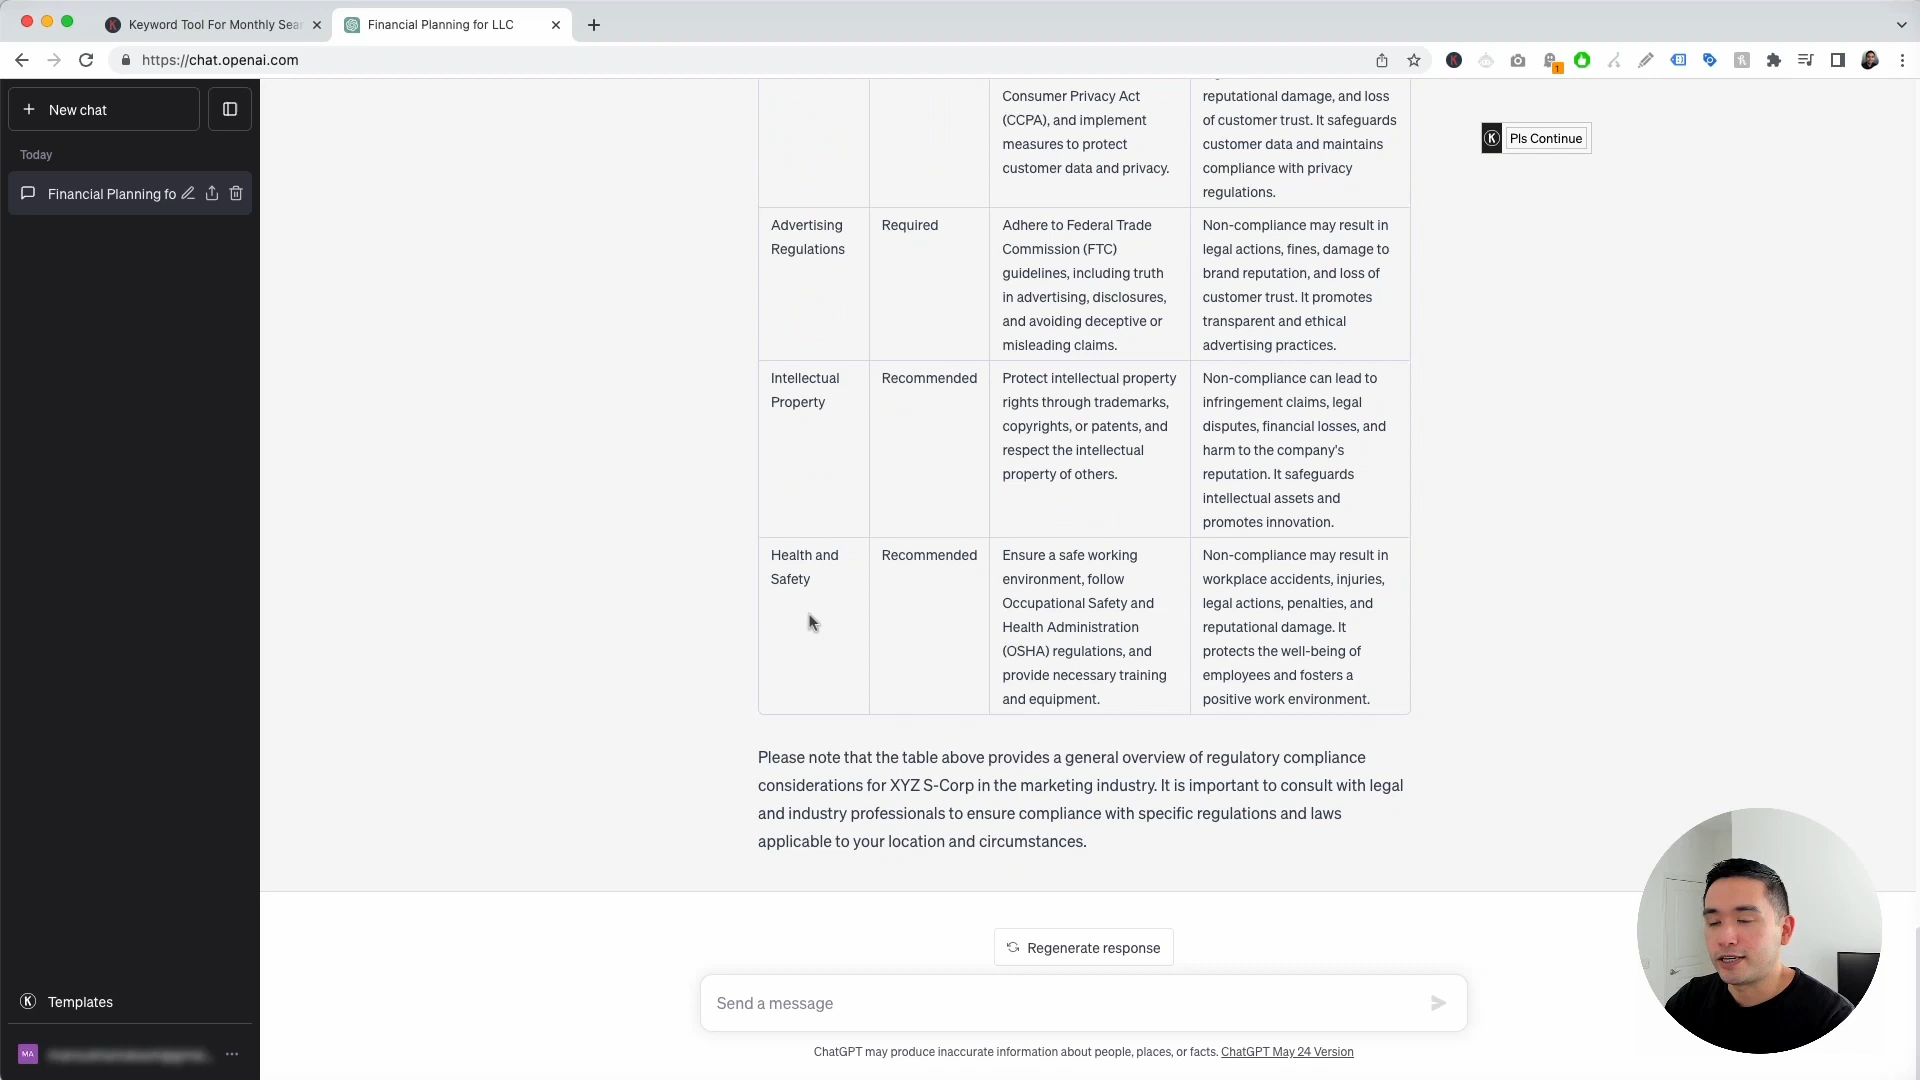 Keyword Tool For Monthly Sear
Financial Planning for LLC
https://chat.openai.com
1
New chat
Today
Financial Planning fo
K Pls Continue
Consumer Privacy Act
(CCPA), and implement
measures to protect
customer data and privacy.
reputational damage, and loss
of customer trust. It safeguards
customer data and maintains
compliance with privacy
regulations.
Advertising
Regulations
Required
Adhere to Federal Trade
Commission (FTC)
guidelines, including truth
in advertising, disclosures,
and avoiding deceptive or
misleading claims.
Non-compliance may result in
legal actions, fines, damage to
brand reputation, and loss of
customer trust. It promotes
transparent and ethical
advertising practices.
Intellectual
Property
Recommended
Protect intellectual property
rights through trademarks,
copyrights, or patents, and
respect the intellectual
property of others.
Non-compliance can lead to
infringement claims, legal
disputes, financial losses, and
harm to the company's
reputation. It safeguards
intellectual assets and
promotes innovation.
Health and
Safety
Recommended
Ensure a safe working
environment, follow
Occupational Safety and
Health Administration
(OSHA) regulations, and
provide necessary training
and equipment.
Non-compliance may result in
workplace accidents, injuries,
legal actions, penalties, and
reputational damage. It
protects the well-being of
employees and fosters a
positive work environment.
Please note that the table above provides a general overview of regulatory compliance
considerations for XYZ S-Corp in the marketing industry. It is important to consult with legal
and industry professionals to ensure compliance with specific regulations and laws
applicable to your location and circumstances.
Regenerate response
Send a message
ChatGPT may produce inaccurate information about people, places, or facts. ChatGPT May 24 Version
K Templates
MA